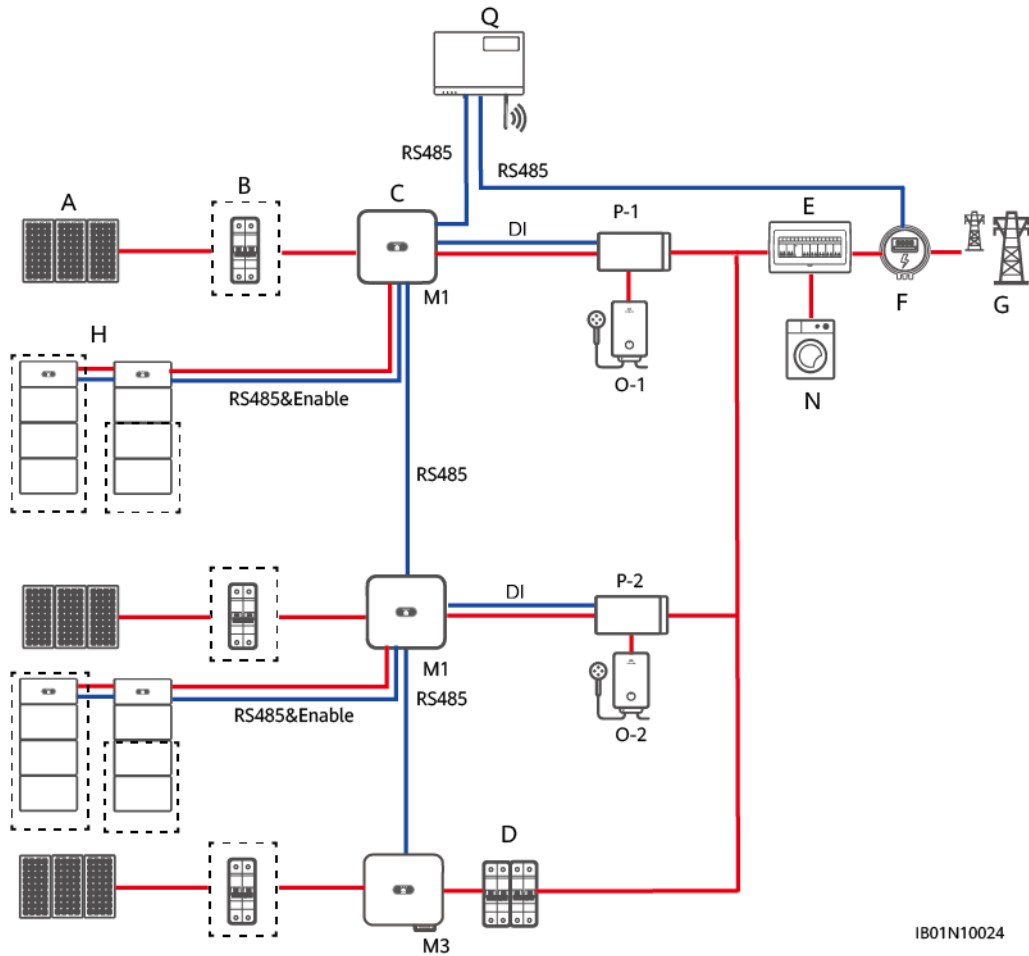 Q
RS485
RS485
A
B
C
DI
P-1
E
M1
F
G
H
O-1
N
RS485&Enable
RS485
DI
P-2
M1
RS485
RS485&Enable
O-2
D
M3
IB01N10024